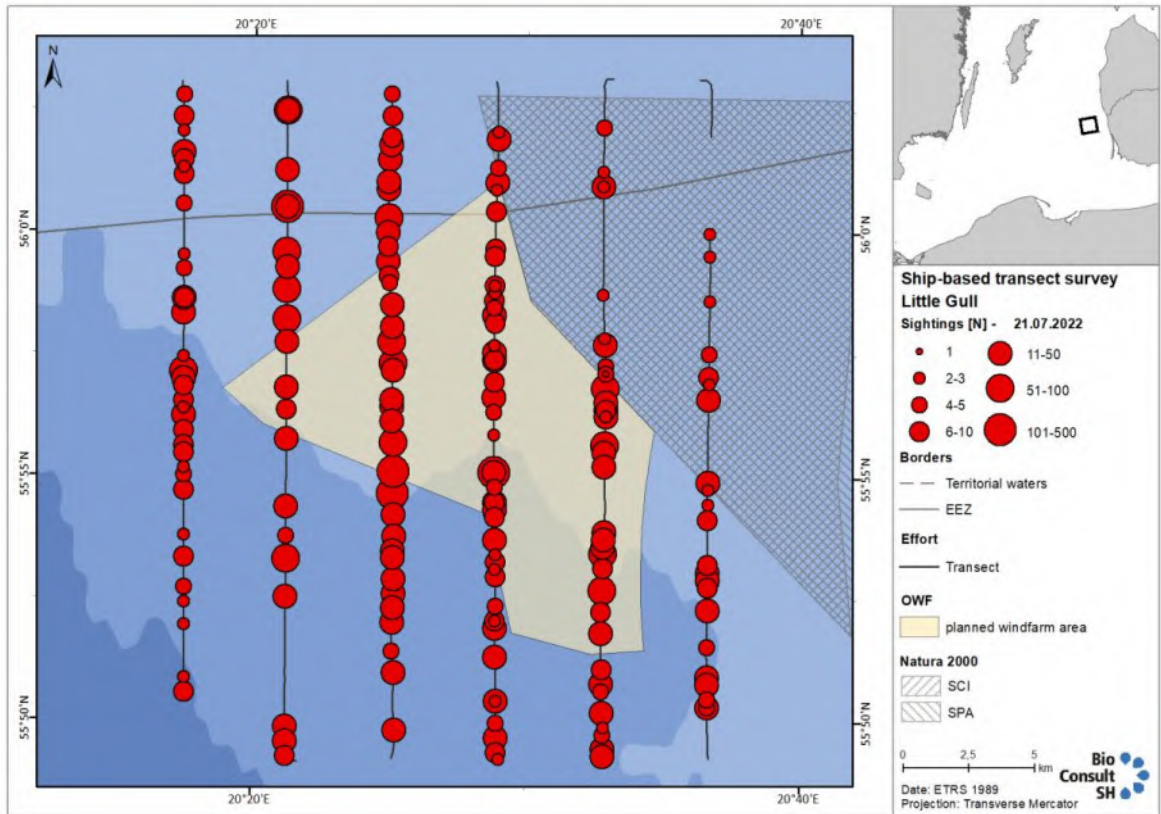 20°20'E
20°40'E
N
56°0'N
56°0'N
55°55'N
55°55'N
55°50'N
55°50'N
20°20'E
20°40'E
Ship-based transect survey
Little Gull
Sightings [N] - 21.07.2022
1
11-50
2-3
51-100
4-5
6-10
101-500
Borders
Territorial waters
EEZ
Effort
Transect
OWF
planned windfarm area
Natura 2000
SCI
SPA
0 2,5 5
km
Date: ETRS 1989
Projection: Transverse Mercator
Bio
Consult
SH